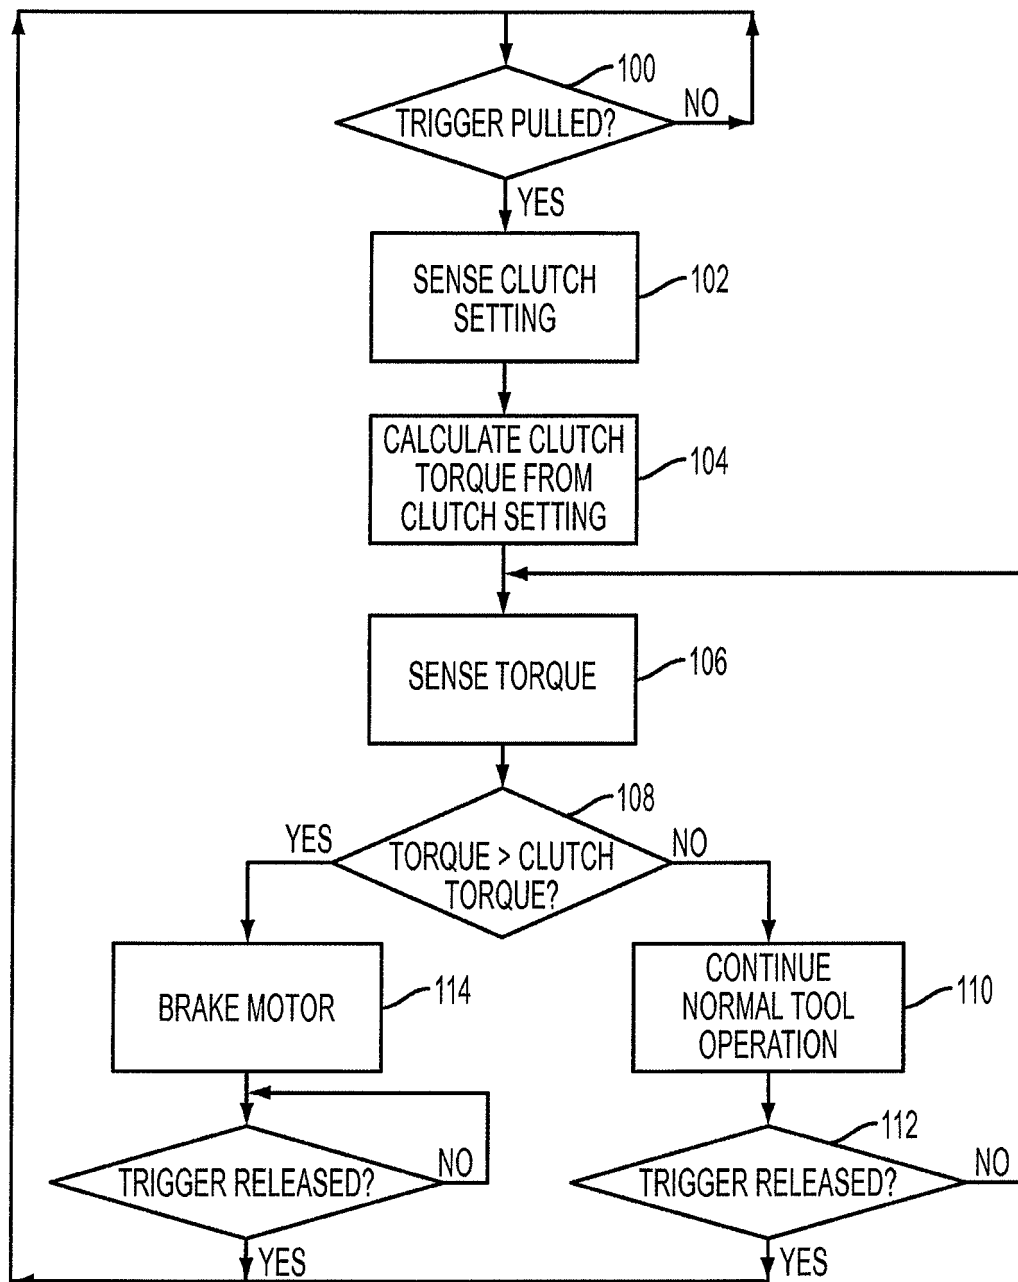 100
TRIGGER PULLED?
NO
YES
SENSE CLUTCH
SETTING
102
CALCULATE CLUTCH
TORQUE FROM
CLUTCH SETTING
104
SENSE TORQUE
106
108
YES
TORQUE > CLUTCH
TORQUE?
NO
BRAKE MOTOR
114
CONTINUE
NORMAL TOOL
OPERATION
110
TRIGGER RELEASED?
NO
112
TRIGGER RELEASED?
NO
YES
YES